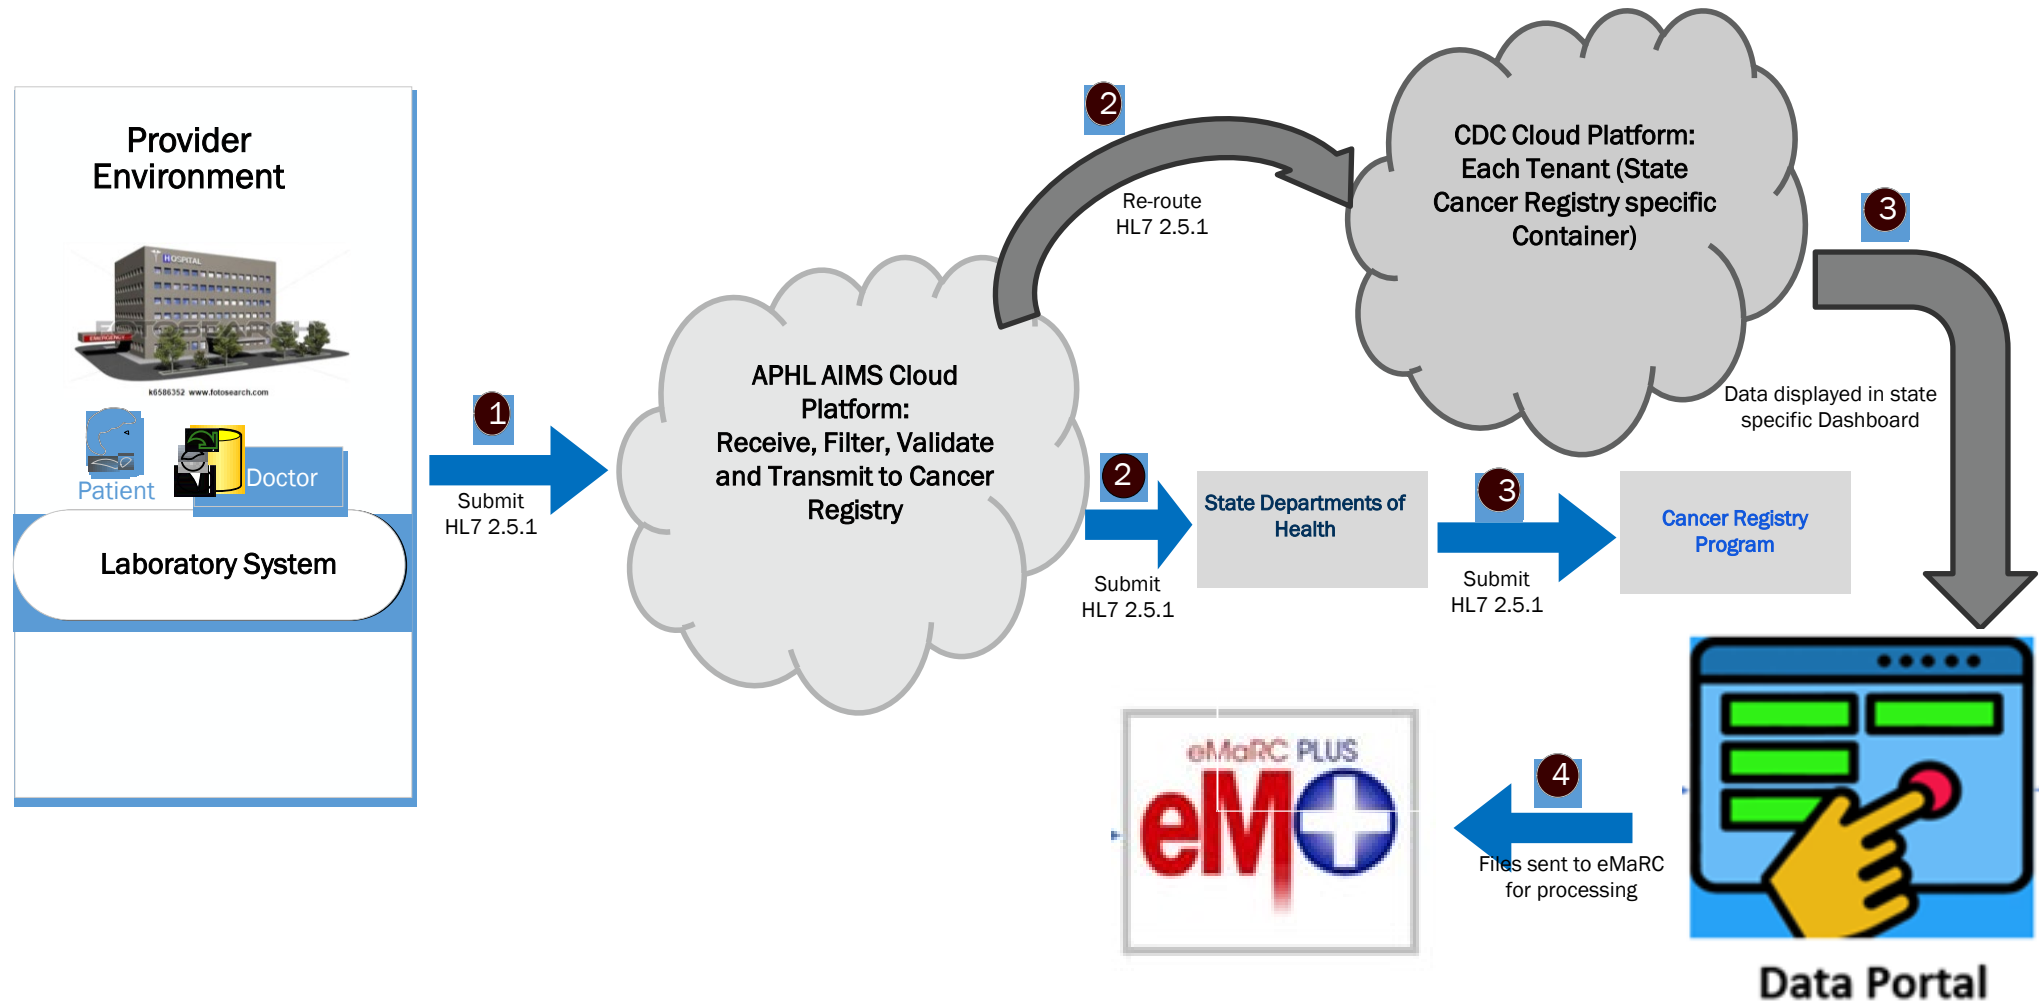 Provider
Environment
HOSPITAL
FOTOSEARCH
EMERGENCY
k6586352 www.fotosearch.com
Patient
Doctor
Laboratory System
1
Submit
HL7 2.5.1
APHL AIMS Cloud
Platform:
Receive, Filter, Validate
and Transmit to Cancer
Registry
2
Re-route
HL7 2.5.1
CDC Cloud Platform:
Each Tenant (State
Cancer Registry specific
Container)
3
Data displayed in state
specific Dashboard
2
Submit
HL7 2.5.1
State Departments of
Health
3
Submit
HL7 2.5.1
Cancer Registry
Program
Data Portal
4
Files sent to eMaRC
for processing
eMaRC PLUS
eM